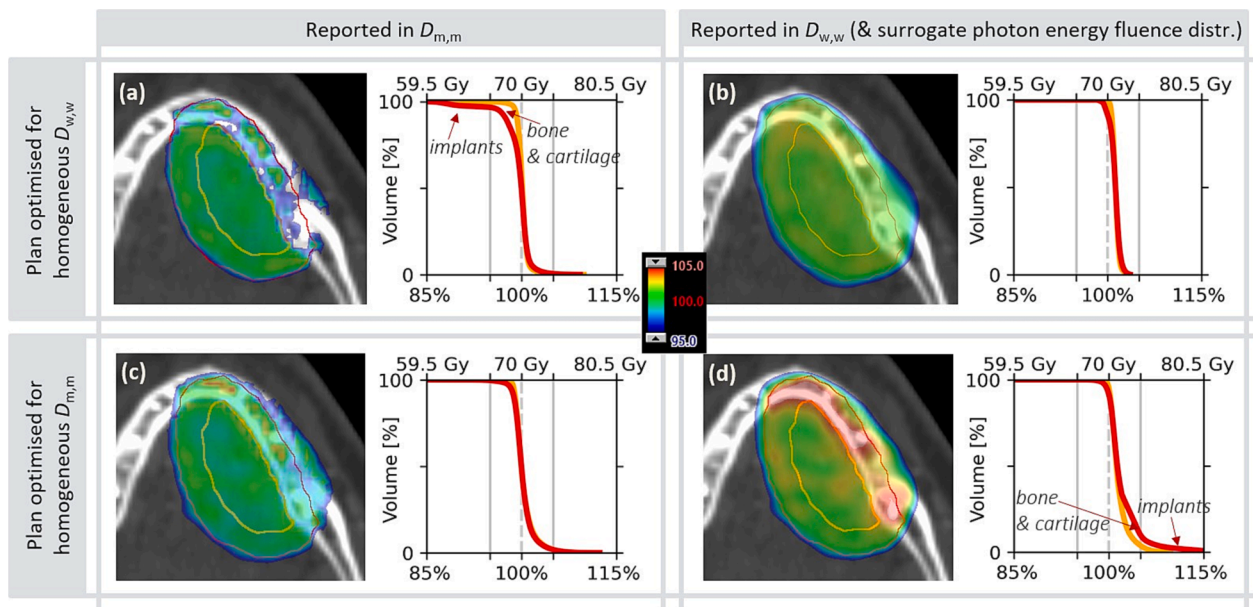 Reported in Dm,m
Reported in Dw,w (& surrogate photon energy fluence distr.)
Plan optimised for
homogeneous Dw,w
(a)
59.5 Gy 70 Gy 80.5 Gy
100
Volume [%]
implants
bone
& cartilage
0
85% 100% 115%
(b)
59.5 Gy 70 Gy 80.5 Gy
100
Volume [%]
0
85% 100% 115%
105.0
100.0
95.0
Plan optimised for
homogeneous Dm,m
(c)
59.5 Gy 70 Gy 80.5 Gy
100
Volume [%]
0
85% 100% 115%
(d)
59.5 Gy 70 Gy 80.5 Gy
100
Volume [%]
bone
& cartilage
implants
0
85% 100% 115%